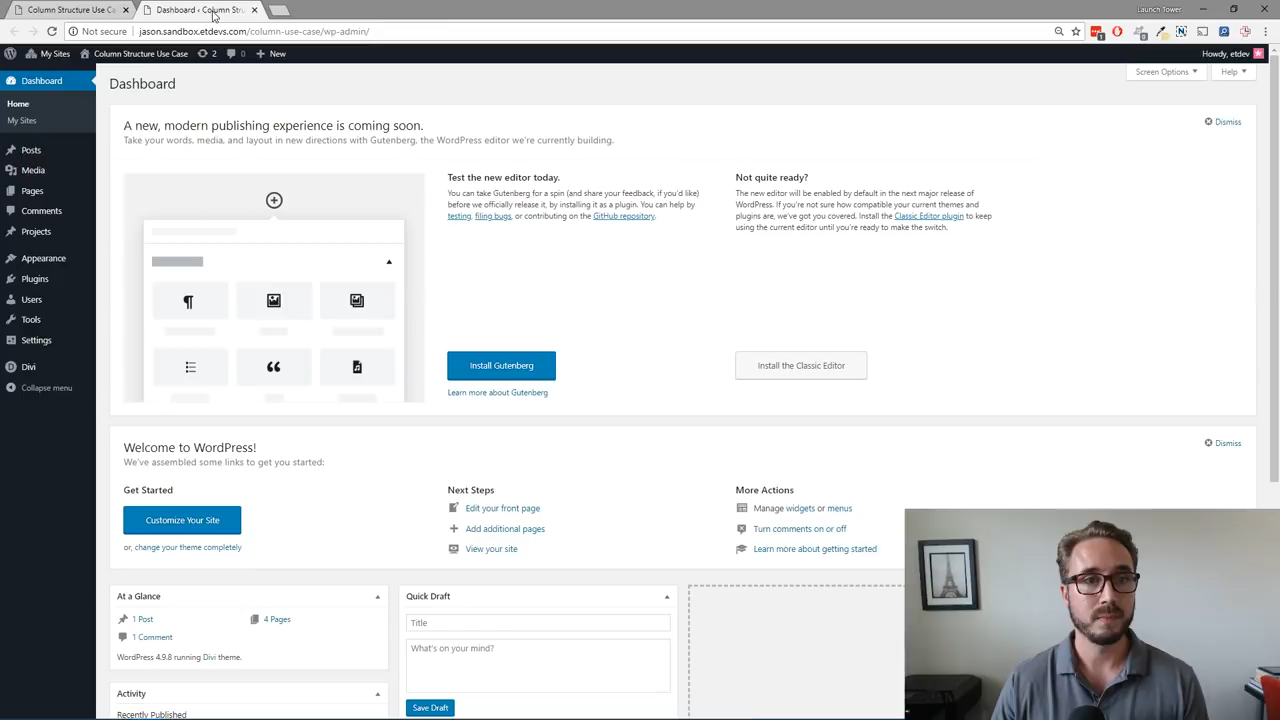 Column Structure Use Ca
Dashboard ‹ Column Stru
Launch Tower
Not secure
jason.sandbox.etdevs.com/column-use-case/wp-admin/
My Sites
Column Structure Use Case
2
0
New
Howdy, etdev
Dashboard
Home
My Sites
Posts
Media
Pages
Comments
Projects
Appearance
Plugins
Users
Tools
Settings
Divi
Collapse menu
Dashboard
Screen Options
Help
A new, modern publishing experience is coming soon.
Dismiss
Take your words, media, and layout in new directions with Gutenberg, the WordPress editor we're currently building.
Test the new editor today.
You can take Gutenberg for a spin (and share your feedback, if you'd like)
before we officially release it, by installing it as a plugin. You can help by
testing, filing bugs, or contributing on the GitHub repository.
Install Gutenberg
Learn more about Gutenberg
Not quite ready?
The new editor will be enabled by default in the next major release of
WordPress. If you're not sure how compatible your current themes and
plugins are, we've got you covered. Install the Classic Editor plugin to keep
using the current editor until you're ready to make the switch.
Install the Classic Editor
Welcome to WordPress!
Dismiss
We've assembled some links to get you started:
Get Started
Customize Your Site
or, change your theme completely
Next Steps
Edit your front page
Add additional pages
View your site
More Actions
Manage widgets or menus
Turn comments on or off
Learn more about getting started
At a Glance
1 Post
4 Pages
1 Comment
WordPress 4.9.8 running Divi theme.
Activity
Recently Published
Quick Draft
Title
What's on your mind?
Save Draft